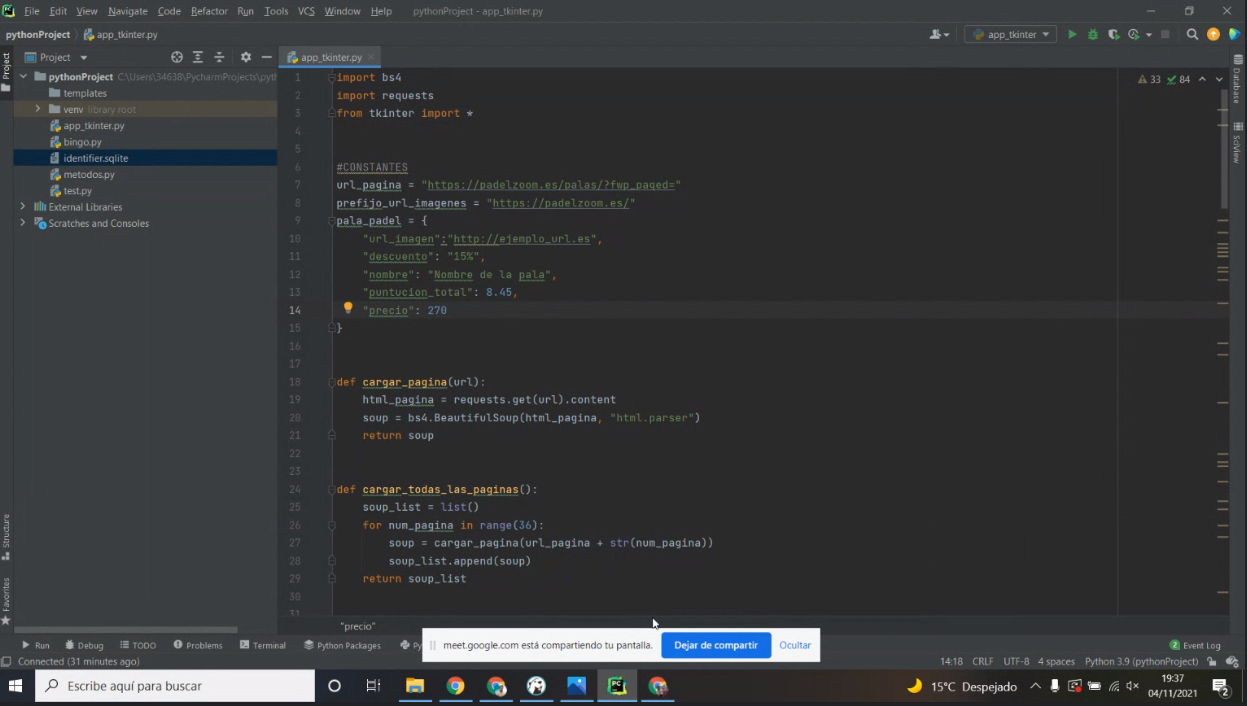 File Edit View Navigate Code Refactor Run Tools VCS Window Help pythonProject - app_tkinter.py
pythonProject app_tkinter.py app_tkinter
Project app_tkinter.py
Project
pythonProject C:\Users\34638\PycharmProjects\pyth
templates
venv library root
app_tkinter.py
bingo.py
identifier.sqlite
metodos.py
test.py
External Libraries
Scratches and Consoles
Structure
Favorites
33 84
Database
SciView
1 import bs4
2 import requests
3 from tkinter import *
4
5
6 #CONSTANTES
7 url_pagina = "https://padelzoom.es/palas/?fwp_paged="
8 prefijo_url_imagenes = "https://padelzoom.es/"
9 pala_padel = {
10 "url_imagen":"http://ejemplo_url.es",
11 "descuento": "15%",
12 "nombre": "Nombre de la pala",
13 "puntucion_total": 8.45,
14 "precio": 270
15 }
16
17
18 def cargar_pagina(url):
19 html_pagina = requests.get(url).content
20 soup = bs4.BeautifulSoup(html_pagina, "html.parser")
21 return soup
22
23
24 def cargar_todas_las_paginas():
25 soup_list = list()
26 for num_pagina in range(36):
27 soup = cargar_pagina(url_pagina + str(num_pagina))
28 soup_list.append(soup)
29 return soup_list
30
31
"precio"
meet.google.com está compartiendo tu pantalla. Dejar de compartir Ocultar
Run Debug TODO Problems Terminal Python Packages Py Event Log
Connected (31 minutes ago) 14:18 CRLF UTF-8 4 spaces Python 3.9 (pythonProject)
Escribe aquí para buscar PC 15°C Despejado 19:37
04/11/2021 2